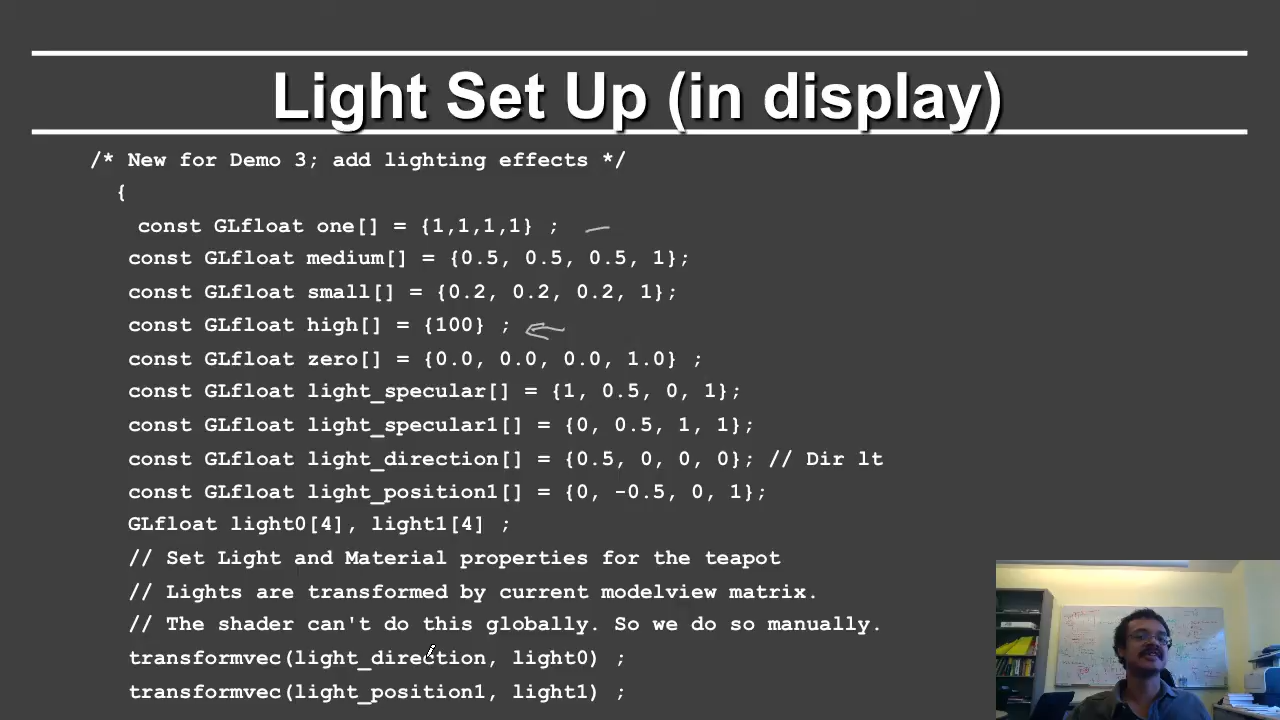 Light Set Up (in display)
/* New for Demo 3; add lighting effects */
{
const GLfloat one[] = {1,1,1,1} ;
const GLfloat medium[] = {0.5, 0.5, 0.5, 1};
const GLfloat small[] = {0.2, 0.2, 0.2, 1};
const GLfloat high[] = {100} ;
const GLfloat zero[] = {0.0, 0.0, 0.0, 1.0} ;
const GLfloat light_specular[] = {1, 0.5, 0, 1};
const GLfloat light_specular1[] = {0, 0.5, 1, 1};
const GLfloat light_direction[] = {0.5, 0, 0, 0}; // Dir lt
const GLfloat light_position1[] = {0, -0.5, 0, 1};
GLfloat light0[4], light1[4] ;
// Set Light and Material properties for the teapot
// Lights are transformed by current modelview matrix.
// The shader can't do this globally. So we do so manually.
transformvec(light_direction, light0) ;
transformvec(light_position1, light1) ;